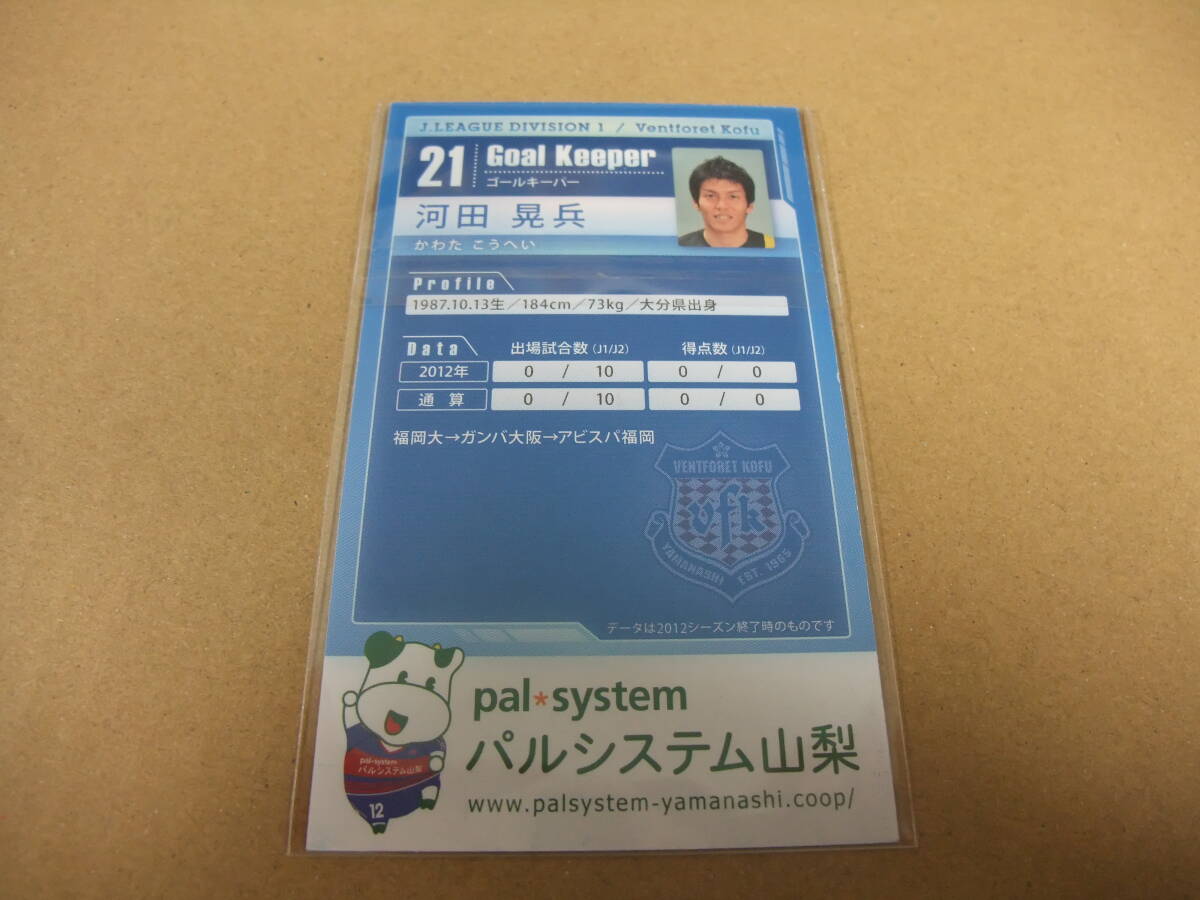 J.LEAGUE DIVISION 1 / Ventforet Kofu
21 Goal Keeper
ゴールキーパー
河田 晃兵
かわた こうへい
Profile
1987.10.13生／184cm／73kg／大分県出身
Data 出場試合数（J1/J2） 得点数（J1/J2）
2012年 0 / 10 0 / 0
通算 0 / 10 0 / 0
福岡大→ガンバ大阪→アビスパ福岡
VENTFORET KOFU
vfk
YAMANASHI EST. 1965
データは2012シーズン終了時のものです
pal*system
パルシステム山梨
www.palsystem-yamanashi.coop/
pal*system
パルシステム山梨
12